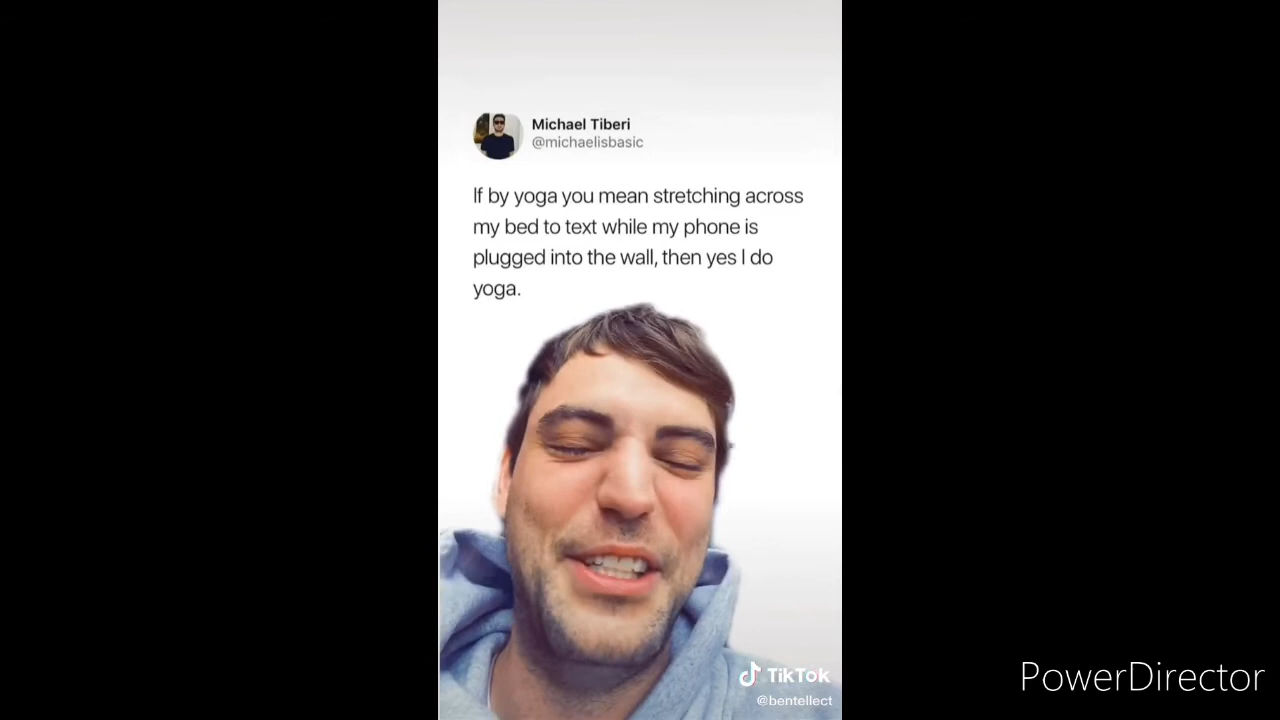 Michael Tiberi
@michaelisbasic
If by yoga you mean stretching across
my bed to text while my phone is
plugged into the wall, then yes I do
yoga.
TikTok
@bentellect
PowerDirector